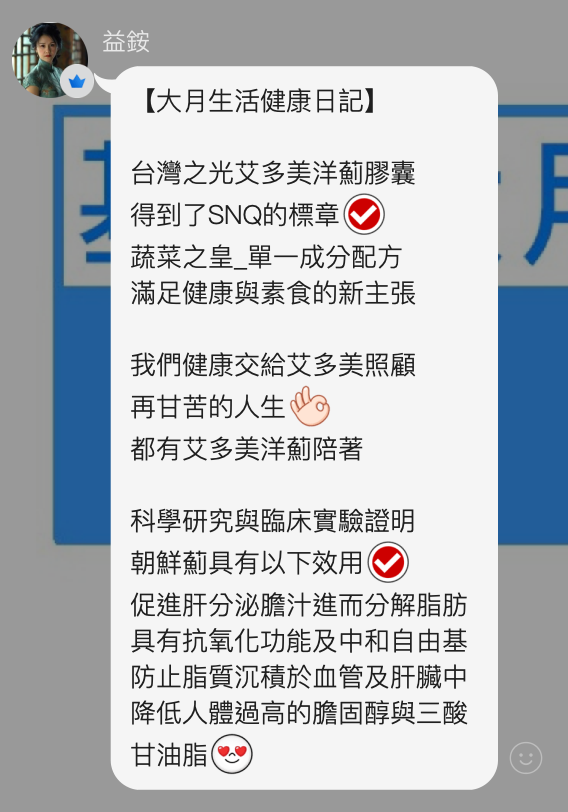 益銨
【大月生活健康日記】
台灣之光艾多美洋薊膠囊
得到了SNQ的標章
蔬菜之皇_單一成分配方
滿足健康與素食的新主張
我們健康交給艾多美照顧
再甘苦的人生👌🏻
都有艾多美洋薊陪著
科學研究與臨床實驗證明
朝鮮薊具有以下效用
促進肝分泌膽汁進而分解脂肪
具有抗氧化功能及中和自由基
防止脂質沉積於血管及肝臟中
降低人體過高的膽固醇與三酸
甘油脂